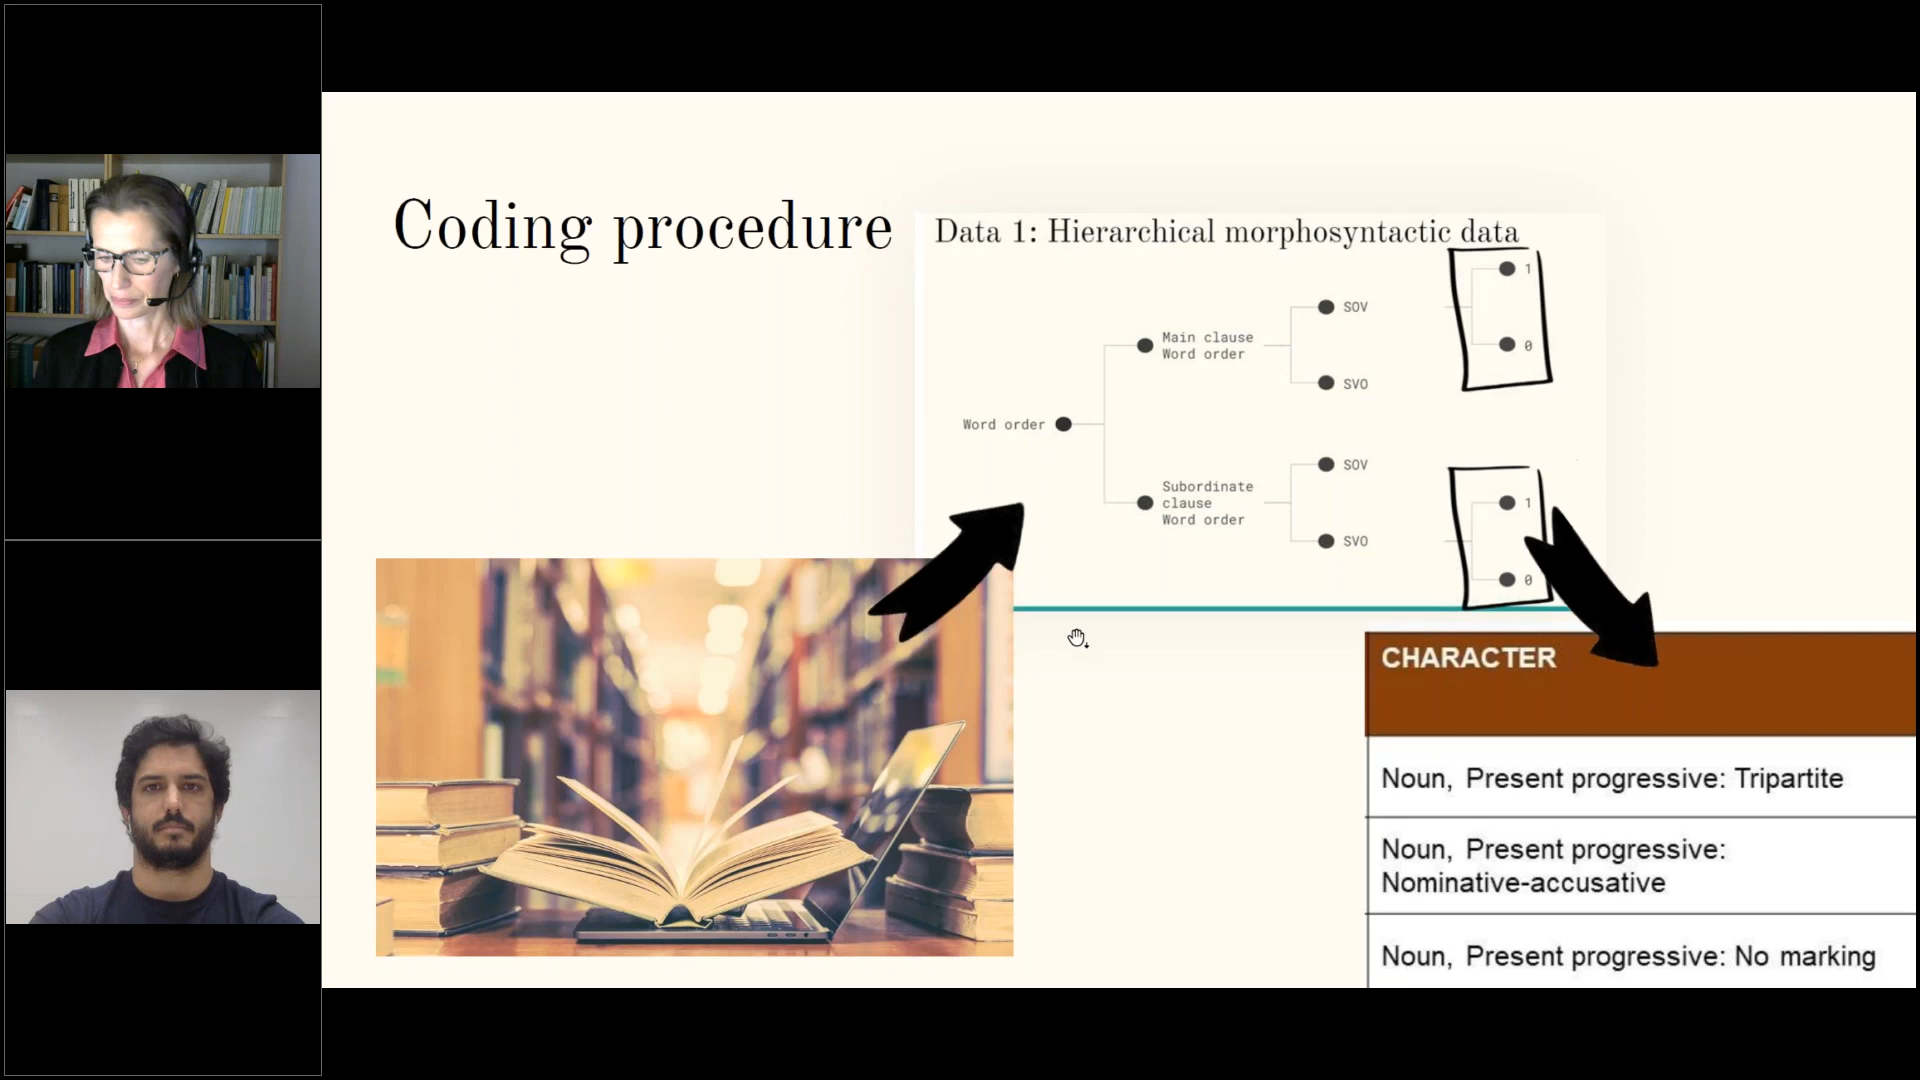 Coding procedure
Data 1: Hierarchical morphosyntactic data
Word order
Main clause
Word order
SOV
SVO
1
0
Subordinate
clause
Word order
SOV
SVO
1
0
CHARACTER
Noun, Present progressive: Tripartite
Noun, Present progressive:
Nominative-accusative
Noun, Present progressive: No marking